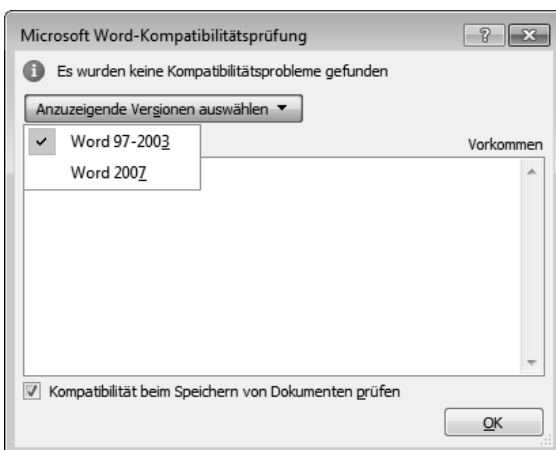 Microsoft Word-Kompatibilitätsprüfung
Es wurden keine Kompatibilitätsprobleme gefunden
Anzuzeigende Versionen auswählen
Word 97-2003
Vorkommen
Word 2007
Kompatibilität beim Speichern von Dokumenten prüfen
OK